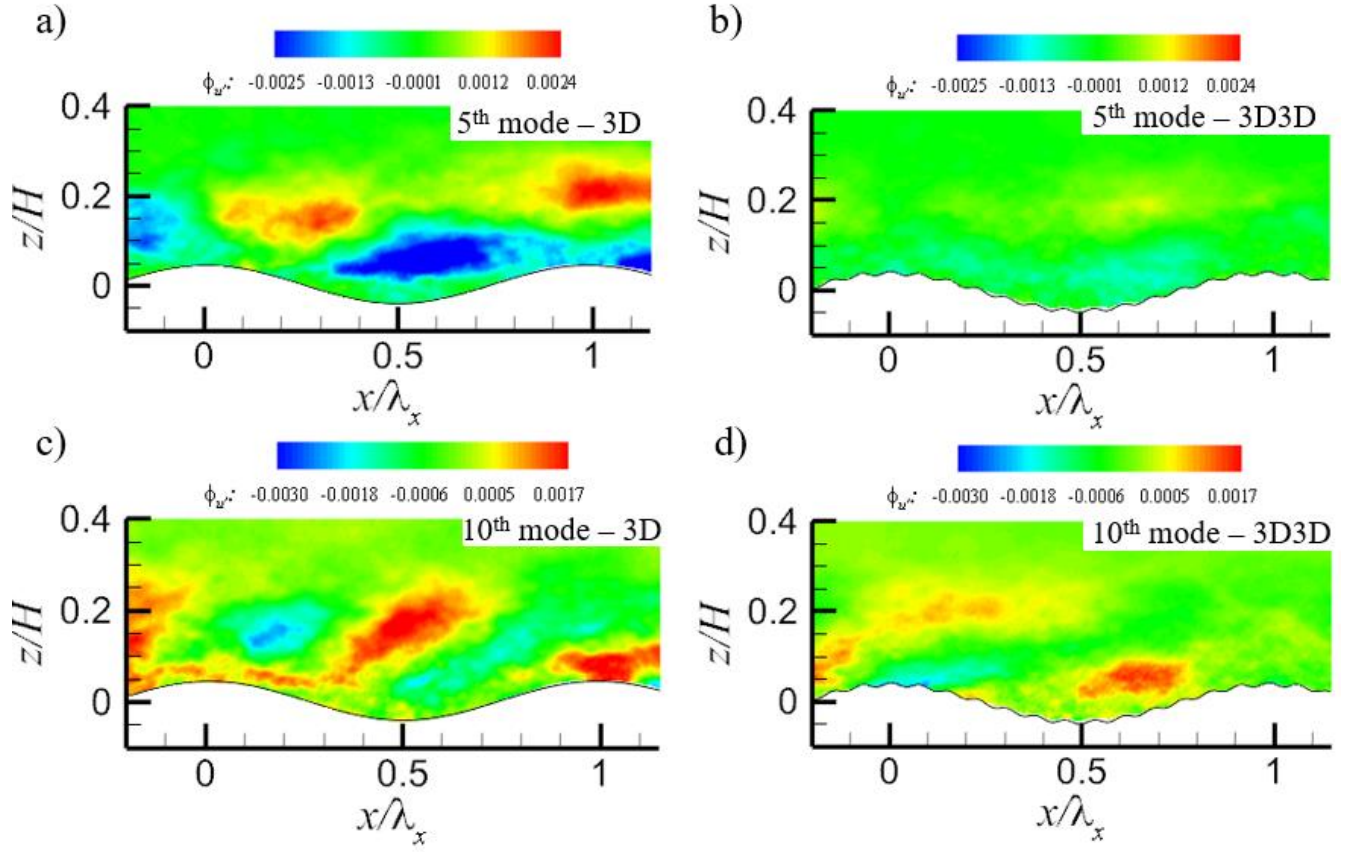 a)
ϕu′: -0.0025 -0.0013 -0.0001 0.0012 0.0024
5th mode – 3D
0.4
0.2
0
z/H
0 0.5 1
x/λx
b)
ϕu′: -0.0025 -0.0013 -0.0001 0.0012 0.0024
5th mode – 3D3D
0.4
0.2
0
z/H
0 0.5 1
x/λx
c)
ϕu′: -0.0030 -0.0018 -0.0006 0.0005 0.0017
10th mode – 3D
0.4
0.2
0
z/H
0 0.5 1
x/λx
d)
ϕu′: -0.0030 -0.0018 -0.0006 0.0005 0.0017
10th mode – 3D3D
0.4
0.2
0
z/H
0 0.5 1
x/λx